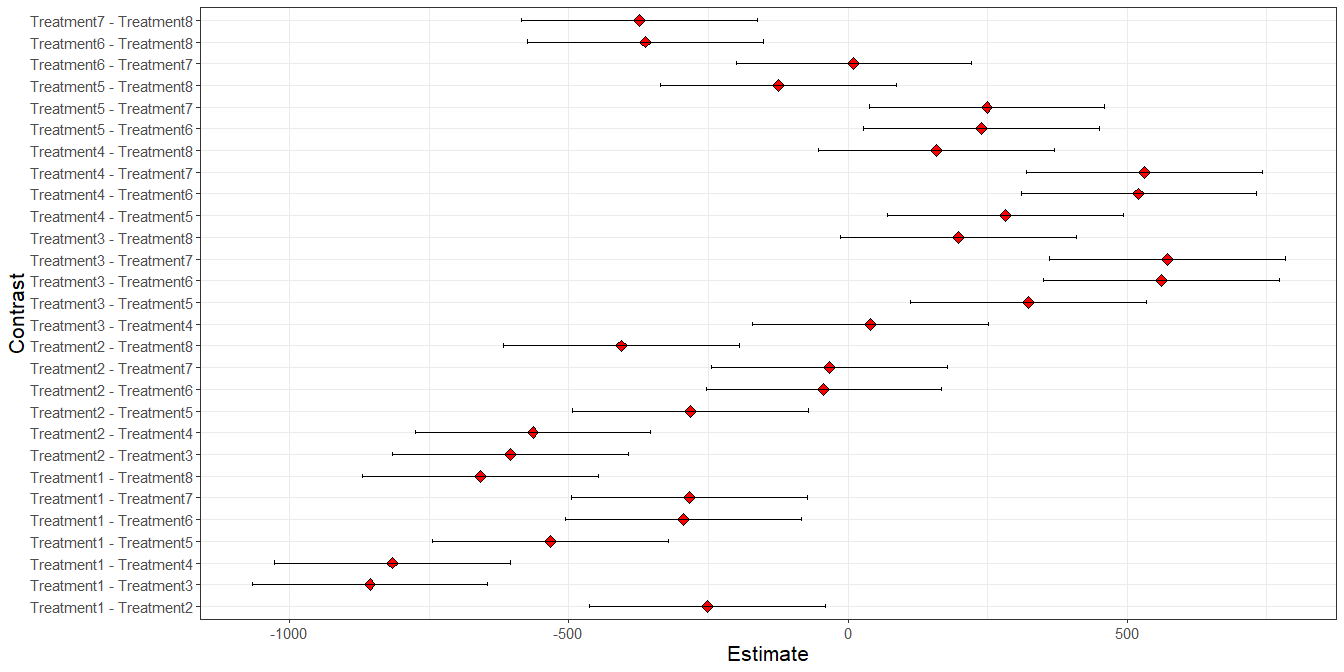 Treatment7 - Treatment8
Treatment6 - Treatment8
Treatment6 - Treatment7
Treatment5 - Treatment8
Treatment5 - Treatment7
Treatment5 - Treatment6
Treatment4 - Treatment8
Treatment4 - Treatment7
Treatment4 - Treatment6
Treatment4 - Treatment5
Treatment3 - Treatment8
Treatment3 - Treatment7
Treatment3 - Treatment6
Treatment3 - Treatment5
Treatment3 - Treatment4
Treatment2 - Treatment8
Treatment2 - Treatment7
Treatment2 - Treatment6
Treatment2 - Treatment5
Treatment2 - Treatment4
Treatment2 - Treatment3
Treatment1 - Treatment8
Treatment1 - Treatment7
Treatment1 - Treatment6
Treatment1 - Treatment5
Treatment1 - Treatment4
Treatment1 - Treatment3
Treatment1 - Treatment2
Contrast
-1000 -500 0 500
Estimate